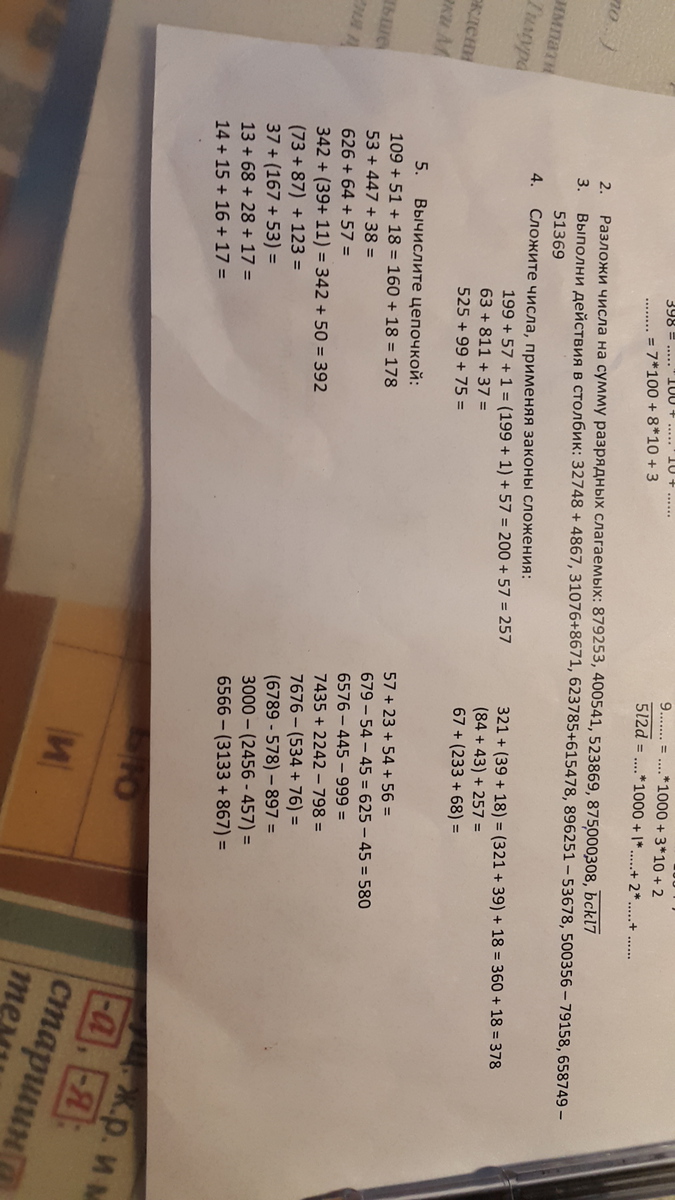 398 = ..... *100 + ..... *10 + ......
........ = 7*100 + 8*10 + 3
9........ = ....*1000 + 3*10 + 2
5l2d = ....*1000 + l* ......+ 2* .....+ ......
2. Разложи числа на сумму разрядных слагаемых: 879253, 400541, 523869, 875,000,308, bckl7
3. Выполни действия в столбик: 32748 + 4867, 31076+8671, 623785+615478, 896251 – 53678, 500356 – 79158, 658749 –
51369
4. Сложите числа, применяя законы сложения:
199 + 57 + 1 = (199 + 1) + 57 = 200 + 57 = 257
63 + 811 + 37 =
525 + 99 + 75 =
321 + (39 + 18) = (321 + 39) + 18 = 360 + 18 = 378
(84 + 43) + 257 =
67 + (233 + 68) =
5. Вычислите цепочкой:
109 + 51 + 18 = 160 + 18 = 178
53 + 447 + 38 =
626 + 64 + 57 =
342 + (39+ 11) = 342 + 50 = 392
(73 + 87) + 123 =
37 + (167 + 53) =
13 + 68 + 28 + 17 =
14 + 15 + 16 + 17 =
57 + 23 + 54 + 56 =
679 – 54 – 45 = 625 – 45 = 580
6576 – 445 – 999 =
7435 + 2242 – 798 =
7676 – (534 + 76) =
(6789 - 578) – 897 =
3000 – (2456 - 457) =
6566 – (3133 + 867) =
ж.р. и
-а, -я:
старшин